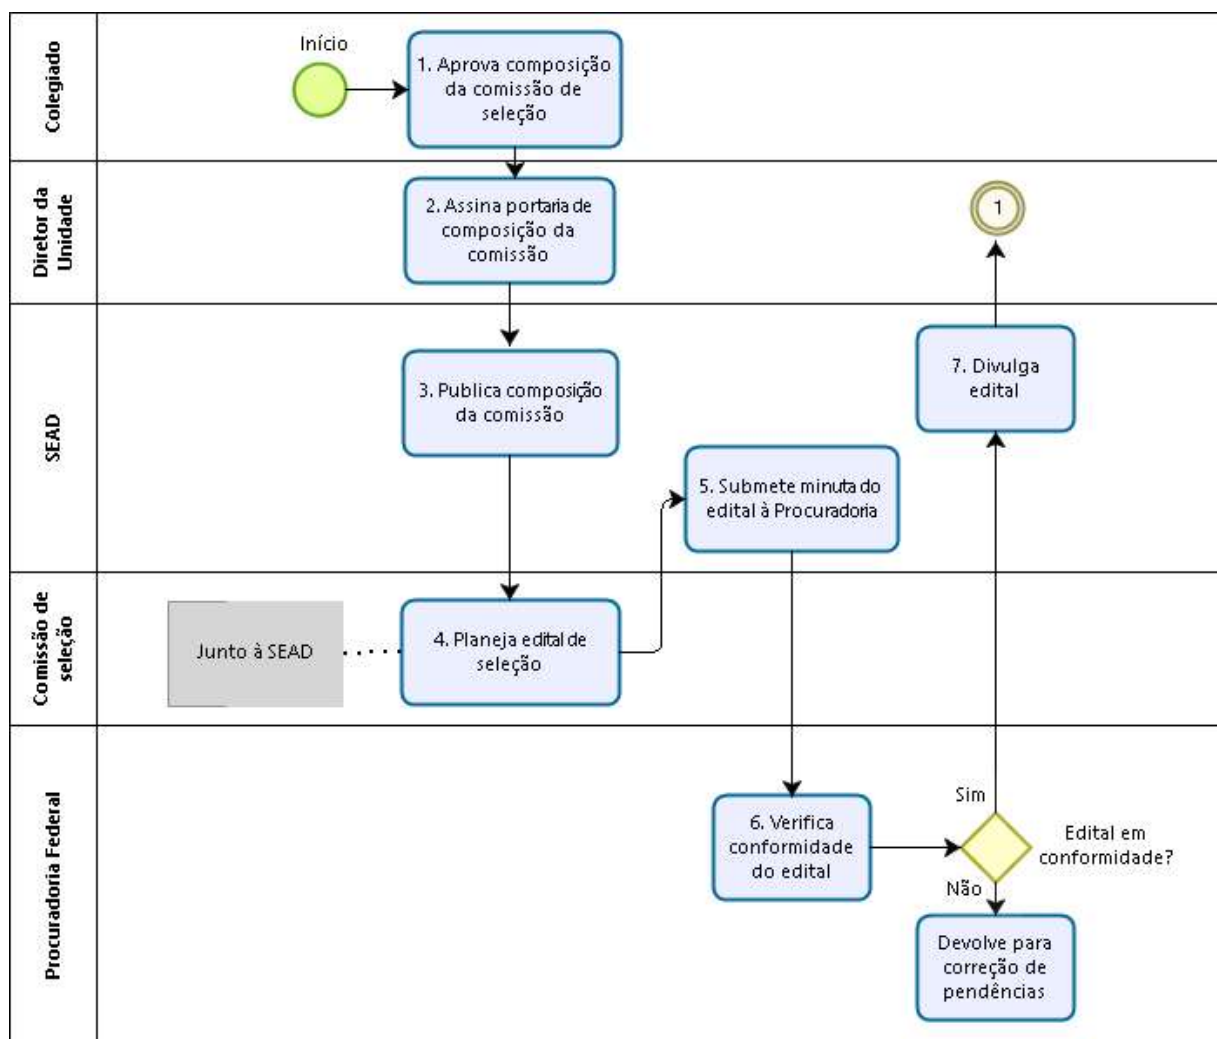 Colegiado
Início
1. Aprova composição
da comissão de
seleção
Diretor da
Unidade
2. Assina portaria de
composição da
comissão
1
SEAD
3. Publica composição
da comissão
7. Divulga
edital
5. Submete minuta do
edital à Procuradoria
Comissão de
seleção
Junto à SEAD
4. Planeja edital de
seleção
Procuradoria Federal
6. Verifica
conformidade
do edital
Sim
Edital em
conformidade?
Não
Devolve para
correção de
pendências